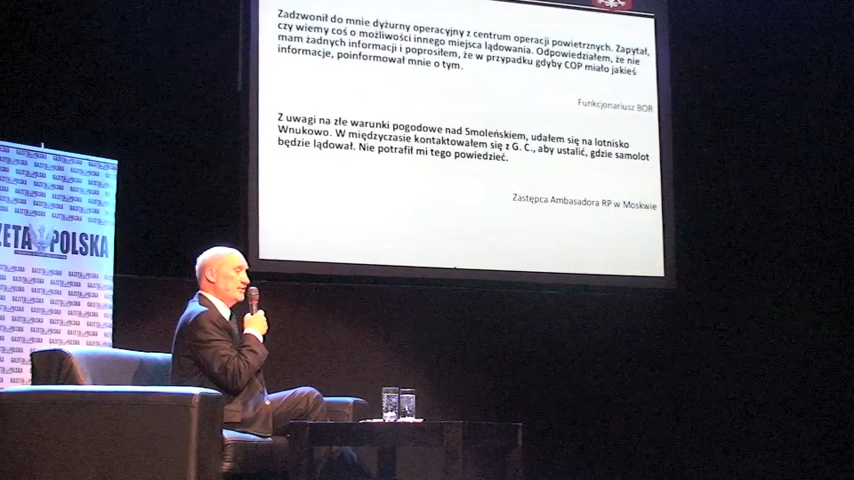 Zadzwonił do mnie dyżurny operacyjny z centrum operacji powietrznych. Zapytał,
czy wiemy coś o możliwości innego miejsca lądowania. Odpowiedziałem, że nie
mam żadnych informacji i poprosiłem, że w przypadku gdyby COP miało jakieś
informacje, poinformował mnie o tym.
Funkcjonariusz BOR
Z uwagi na złe warunki pogodowe nad Smoleńskiem, udałem się na lotnisko
Wnukowo. W międzyczasie kontaktowałem się z G. C., aby ustalić, gdzie samolot
będzie lądował. Nie potrafił mi tego powiedzieć.
Zastępca Ambasadora RP w Moskwie
ZETA POLSKA